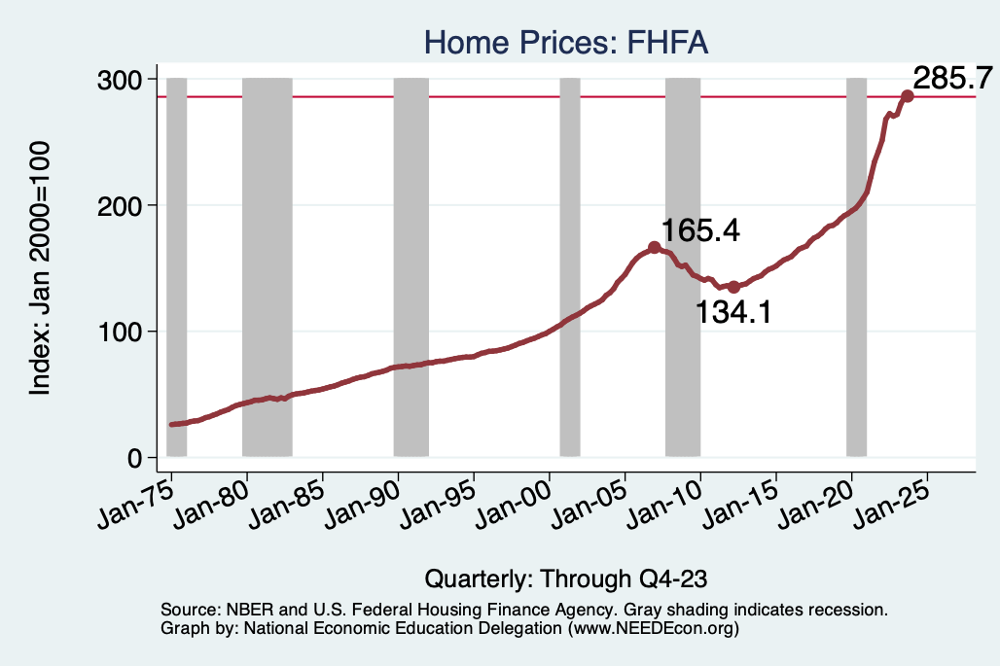 Home Prices: FHFA
300
285.7
200
165.4
134.1
100
0
Index: Jan 2000=100
Jan-75
Jan-80
Jan-85
Jan-90
Jan-95
Jan-00
Jan-05
Jan-10
Jan-15
Jan-20
Jan-25
Quarterly: Through Q4-23
Source: NBER and U.S. Federal Housing Finance Agency. Gray shading indicates recession.
Graph by: National Economic Education Delegation (www.NEEDEcon.org)